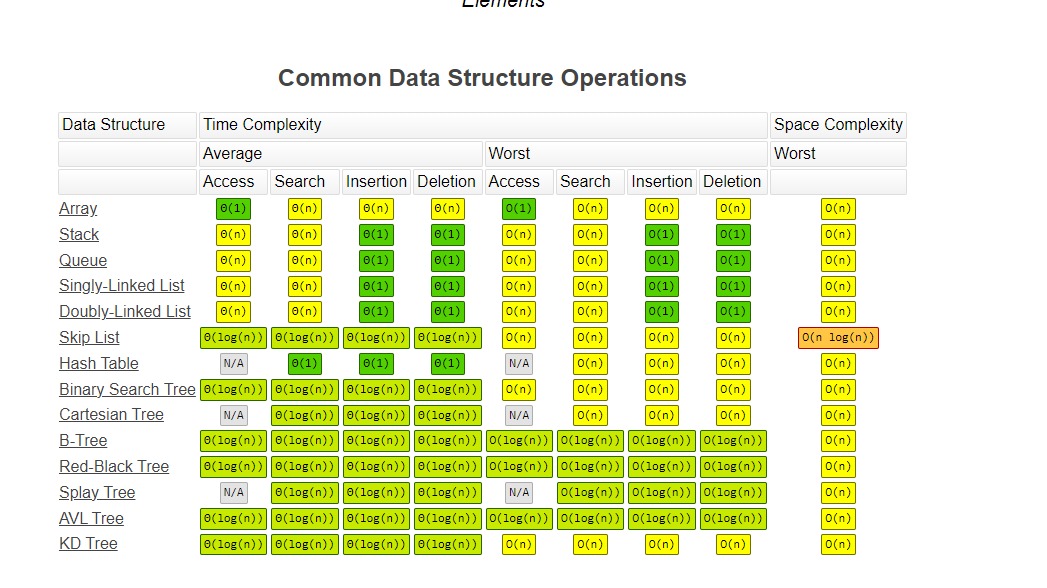 Elements
Common Data Structure Operations
Data Structure Time Complexity Space Complexity
Average Worst Worst
Access Search Insertion Deletion Access Search Insertion Deletion
Array Θ(1) Θ(n) Θ(n) Θ(n) O(1) O(n) O(n) O(n) O(n)
Stack Θ(n) Θ(n) Θ(1) Θ(1) O(n) O(n) O(1) O(1) O(n)
Queue Θ(n) Θ(n) Θ(1) Θ(1) O(n) O(n) O(1) O(1) O(n)
Singly-Linked List Θ(n) Θ(n) Θ(1) Θ(1) O(n) O(n) O(1) O(1) O(n)
Doubly-Linked List Θ(n) Θ(n) Θ(1) Θ(1) O(n) O(n) O(1) O(1) O(n)
Skip List Θ(log(n)) Θ(log(n)) Θ(log(n)) Θ(log(n)) O(n) O(n) O(n) O(n) O(n log(n))
Hash Table N/A Θ(1) Θ(1) Θ(1) N/A O(n) O(n) O(n) O(n)
Binary Search Tree Θ(log(n)) Θ(log(n)) Θ(log(n)) Θ(log(n)) O(n) O(n) O(n) O(n) O(n)
Cartesian Tree N/A Θ(log(n)) Θ(log(n)) Θ(log(n)) N/A O(n) O(n) O(n) O(n)
B-Tree Θ(log(n)) Θ(log(n)) Θ(log(n)) Θ(log(n)) O(log(n)) O(log(n)) O(log(n)) O(log(n)) O(n)
Red-Black Tree Θ(log(n)) Θ(log(n)) Θ(log(n)) Θ(log(n)) O(log(n)) O(log(n)) O(log(n)) O(log(n)) O(n)
Splay Tree N/A Θ(log(n)) Θ(log(n)) Θ(log(n)) N/A O(log(n)) O(log(n)) O(log(n)) O(n)
AVL Tree Θ(log(n)) Θ(log(n)) Θ(log(n)) Θ(log(n)) O(log(n)) O(log(n)) O(log(n)) O(log(n)) O(n)
KD Tree Θ(log(n)) Θ(log(n)) Θ(log(n)) Θ(log(n)) O(n) O(n) O(n) O(n) O(n)